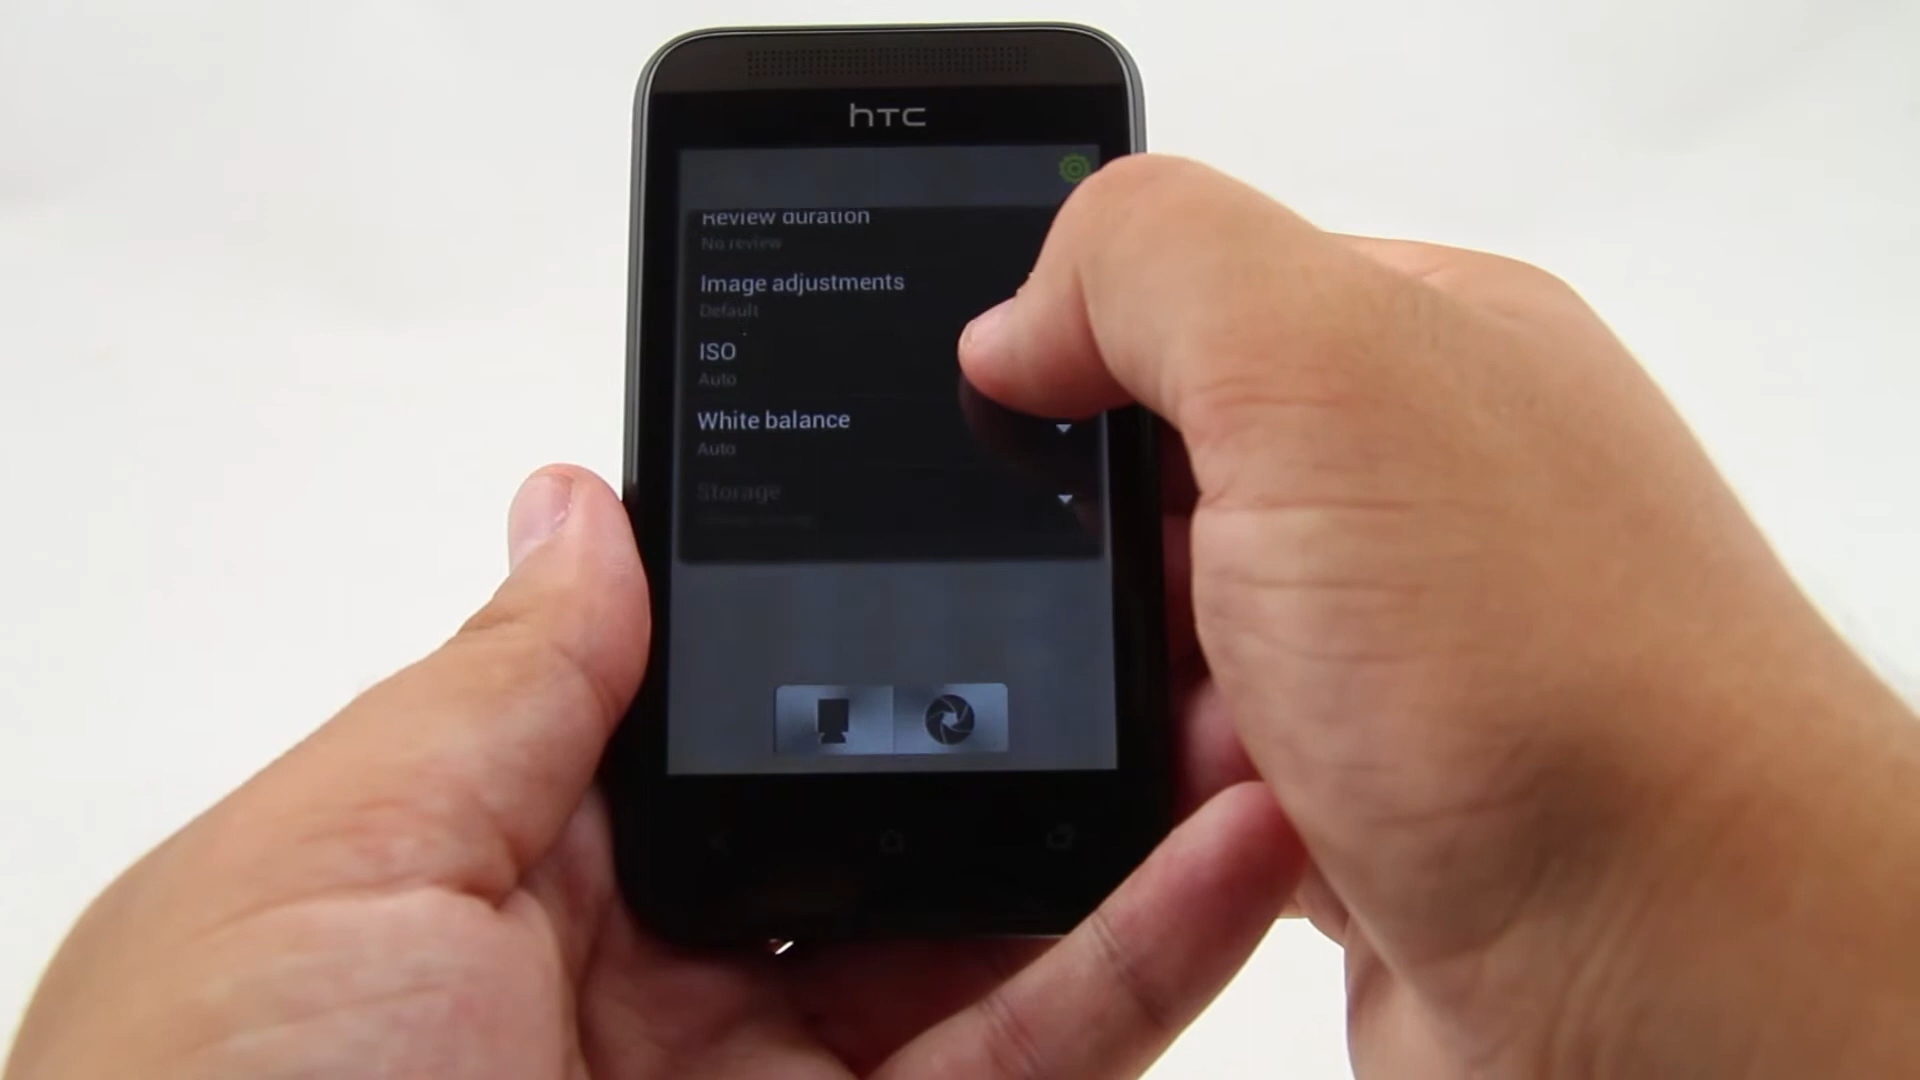 hTC
Review duration
No review
Image adjustments
Default
ISO
Auto
White balance
Auto
Storage